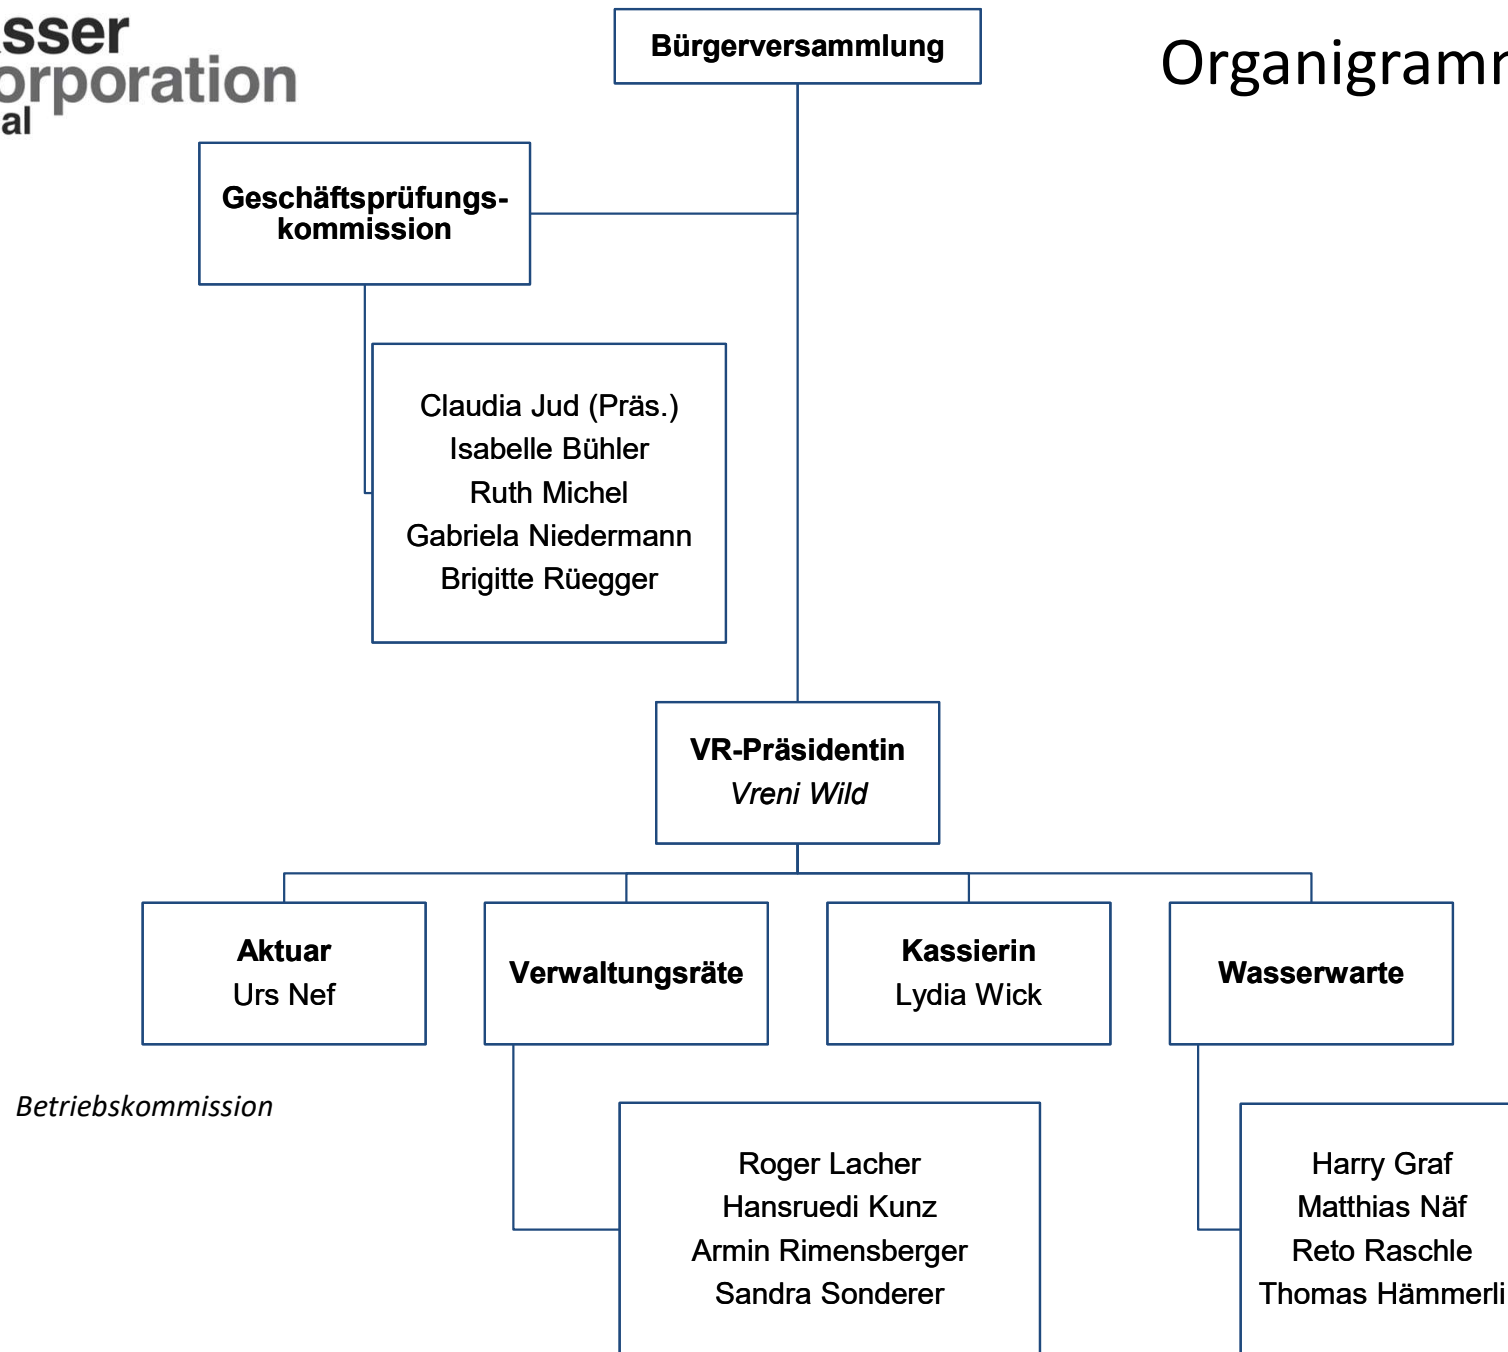 asser
orporation
al
Organigramm
Bürgerversammlung
Geschäftsprüfungs-
kommission
Claudia Jud (Präs.)
Isabelle Bühler
Ruth Michel
Gabriela Niedermann
Brigitte Rüegger
VR-Präsidentin
Vreni Wild
Aktuar
Urs Nef
Verwaltungsräte
Kassierin
Lydia Wick
Wasserwarte
Betriebskommission
Roger Lacher
Hansruedi Kunz
Armin Rimensberger
Sandra Sonderer
Harry Graf
Matthias Näf
Reto Raschle
Thomas Hämmerli